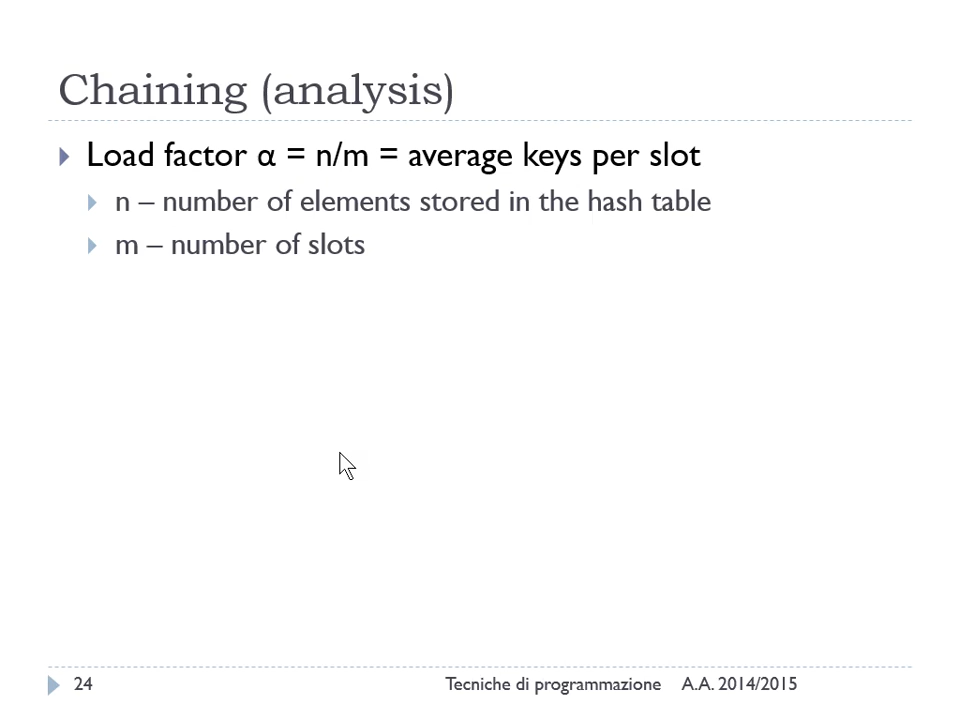 Chaining (analysis)
Load factor α = n/m = average keys per slot
n – number of elements stored in the hash table
m – number of slots
24 Tecniche di programmazione A.A. 2014/2015